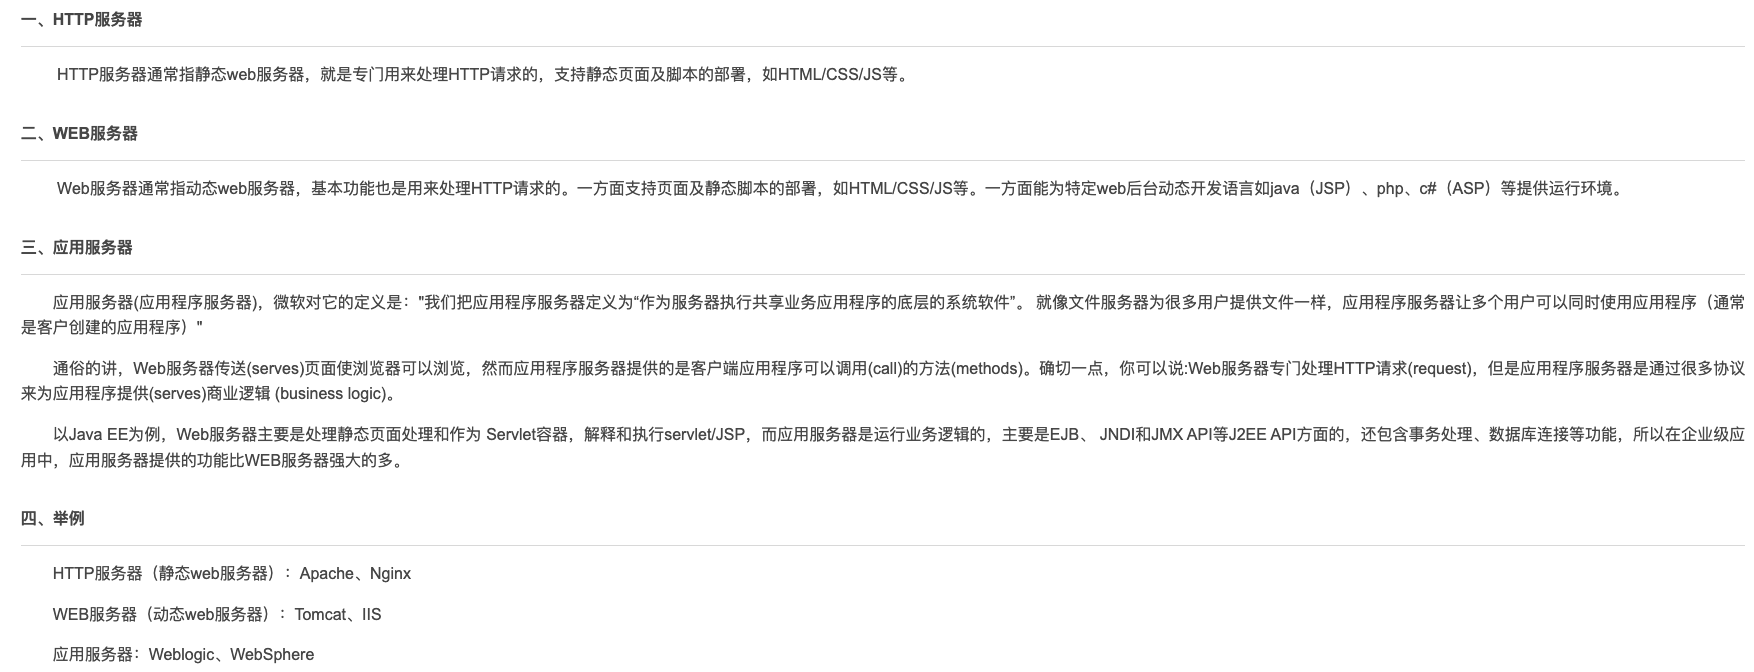 一、HTTP服务器
HTTP服务器通常指静态web服务器，就是专门用来处理HTTP请求的，支持静态页面及脚本的部署，如HTML/CSS/JS等。
二、WEB服务器
Web服务器通常指动态web服务器，基本功能也是用来处理HTTP请求的。一方面支持页面及静态脚本的部署，如HTML/CSS/JS等。一方面能为特定web后台动态开发语言如java（JSP）、php、c#（ASP）等提供运行环境。
三、应用服务器
应用服务器(应用程序服务器)，微软对它的定义是："我们把应用程序服务器定义为“作为服务器执行共享业务应用程序的底层的系统软件”。 就像文件服务器为很多用户提供文件一样，应用程序服务器让多个用户可以同时使用应用程序（通常
是客户创建的应用程序）"
通俗的讲，Web服务器传送(serves)页面使浏览器可以浏览，然而应用程序服务器提供的是客户端应用程序可以调用(call)的方法(methods)。确切一点，你可以说:Web服务器专门处理HTTP请求(request)，但是应用程序服务器是通过很多协议
来为应用程序提供(serves)商业逻辑 (business logic)。
以Java EE为例，Web服务器主要是处理静态页面处理和作为 Servlet容器，解释和执行servlet/JSP，而应用服务器是运行业务逻辑的，主要是EJB、 JNDI和JMX API等J2EE API方面的，还包含事务处理、数据库连接等功能，所以在企业级应
用中，应用服务器提供的功能比WEB服务器强大的多。
四、举例
HTTP服务器（静态web服务器）：Apache、Nginx
WEB服务器（动态web服务器）：Tomcat、IIS
应用服务器：Weblogic、WebSphere